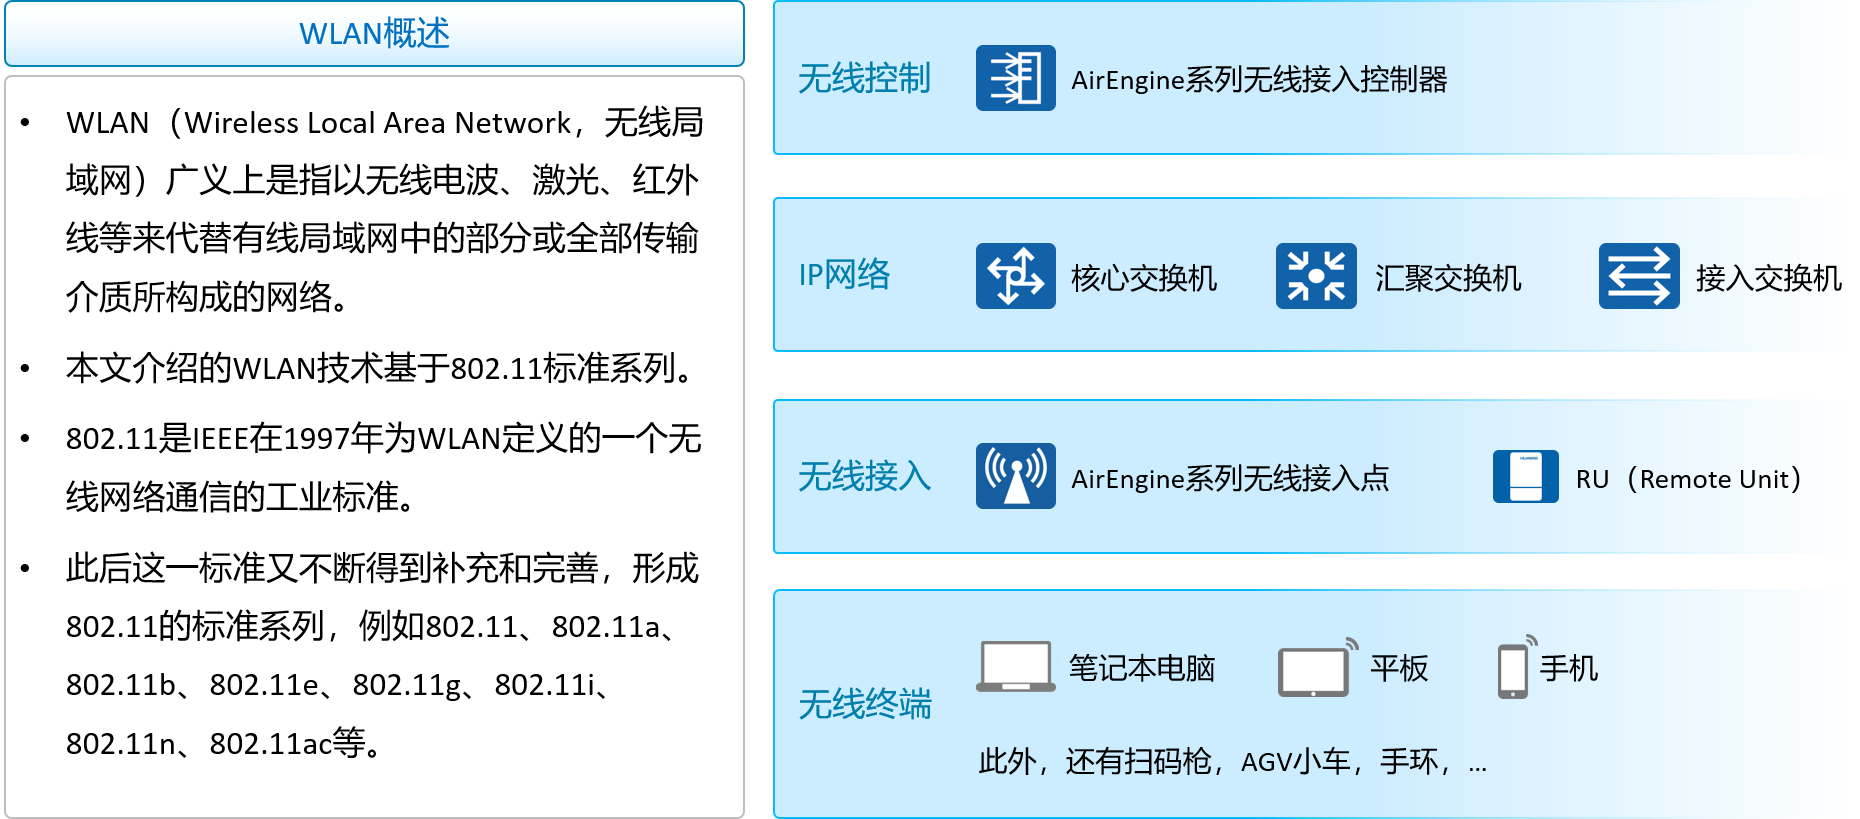 WLAN概述
• WLAN（Wireless Local Area Network，无线局
域网）广义上是指以无线电波、激光、红外
线等来代替有线局域网中的部分或全部传输
介质所构成的网络。
• 本文介绍的WLAN技术基于802.11标准系列。
• 802.11是IEEE在1997年为WLAN定义的一个无
线网络通信的工业标准。
• 此后这一标准又不断得到补充和完善，形成
802.11的标准系列，例如802.11、802.11a、
802.11b、802.11e、802.11g、802.11i、
802.11n、802.11ac等。
无线控制
AirEngine系列无线接入控制器
IP网络
核心交换机
汇聚交换机
接入交换机
无线接入
AirEngine系列无线接入点
HUAWEI
RU（Remote Unit）
无线终端
笔记本电脑
平板
手机
此外，还有扫码枪，AGV小车，手环，...